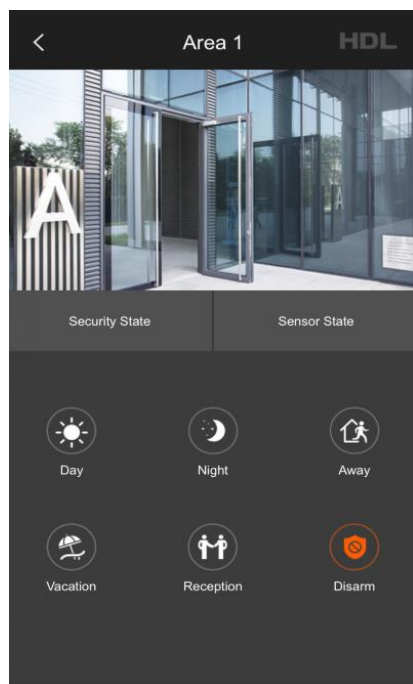 Area 1
HDL
A
Security State
Sensor State
Day
Night
Away
Vacation
Reception
Disarm